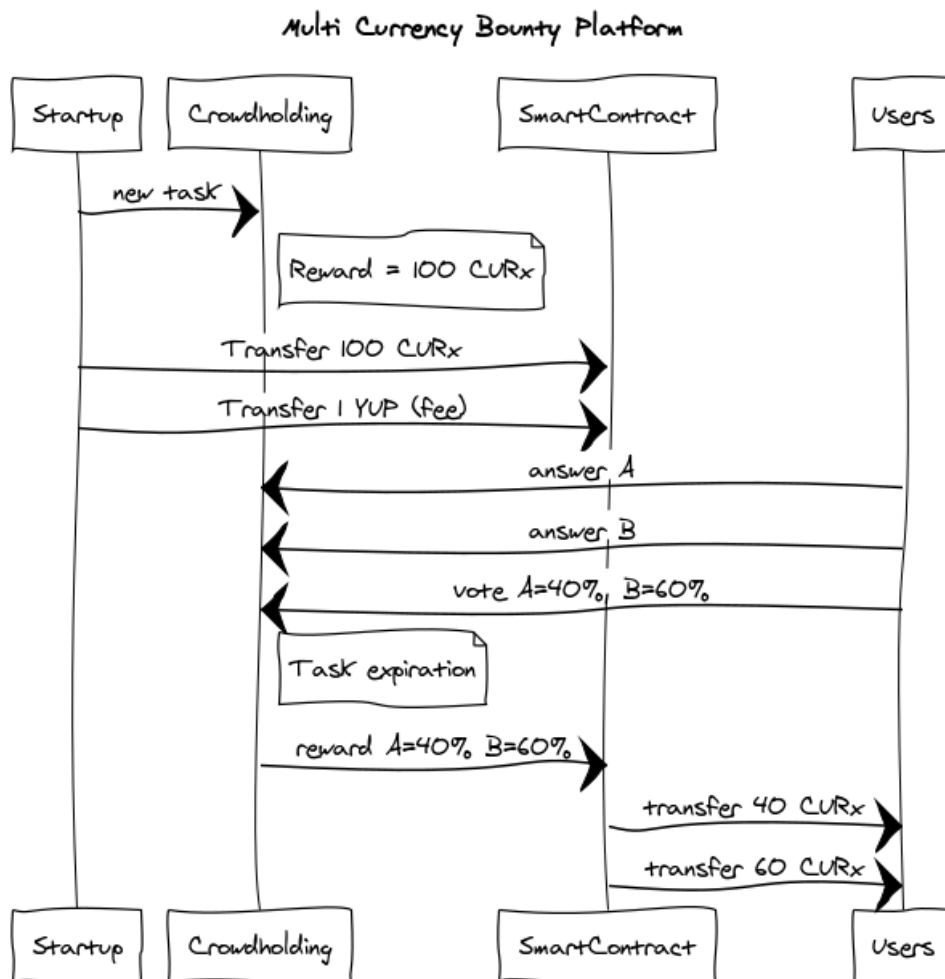 Multi Currency Bounty Platform
Startup Crowdholding SmartContract Users
new task
Reward = 100 CURx
Transfer 100 CURx
Transfer 1 YUP (fee)
answer A
answer B
vote A=40%, B=60%
Task expiration
reward A=40%, B=60%
transfer 40 CURx
transfer 60 CURx
Startup Crowdholding SmartContract Users